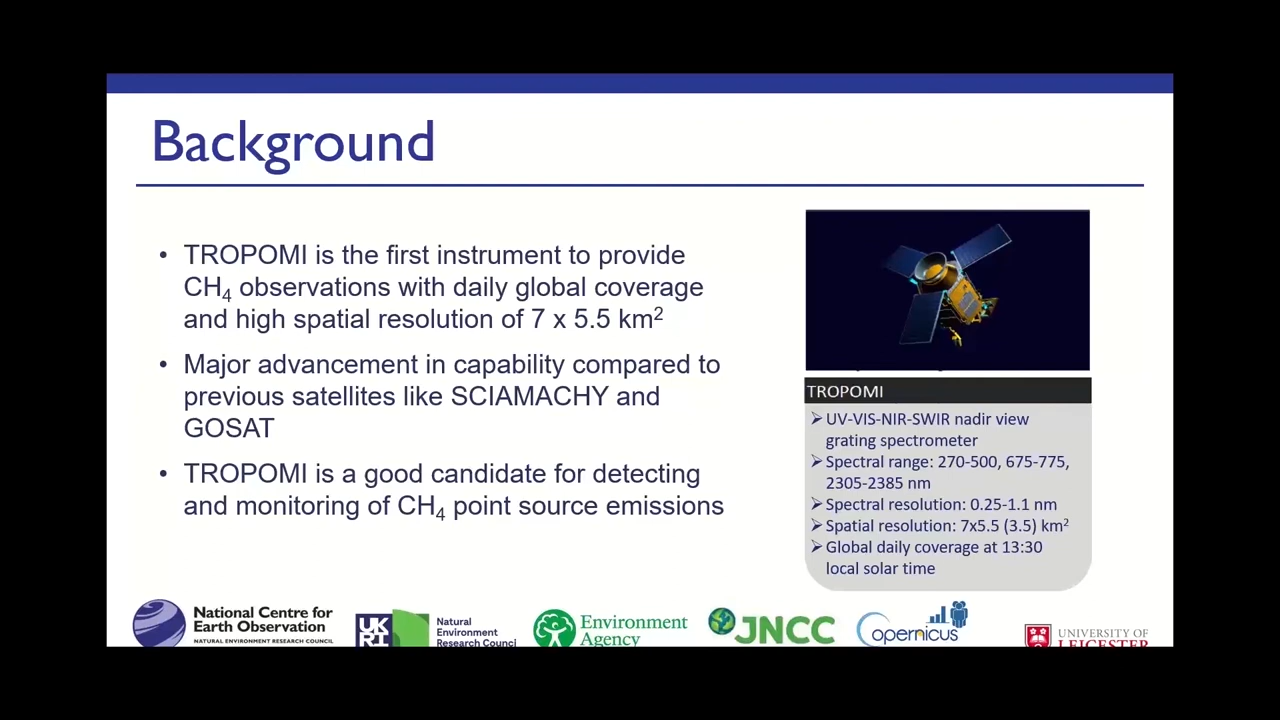 Background
• TROPOMI is the first instrument to provide
CH₄ observations with daily global coverage
and high spatial resolution of 7 x 5.5 km²
• Major advancement in capability compared to
previous satellites like SCIAMACHY and
GOSAT
• TROPOMI is a good candidate for detecting
and monitoring of CH₄ point source emissions
TROPOMI
➢ UV-VIS-NIR-SWIR nadir view
grating spectrometer
➢ Spectral range: 270-500, 675-775,
2305-2385 nm
➢ Spectral resolution: 0.25-1.1 nm
➢ Spatial resolution: 7x5.5 (3.5) km²
➢ Global daily coverage at 13:30
local solar time
National Centre for
Earth Observation
NATURAL ENVIRONMENT RESEARCH COUNCIL
UK
RI
Natural
Environment
Research Council
Environment
Agency
JNCC
Copernicus
UNIVERSITY OF
LEICESTER